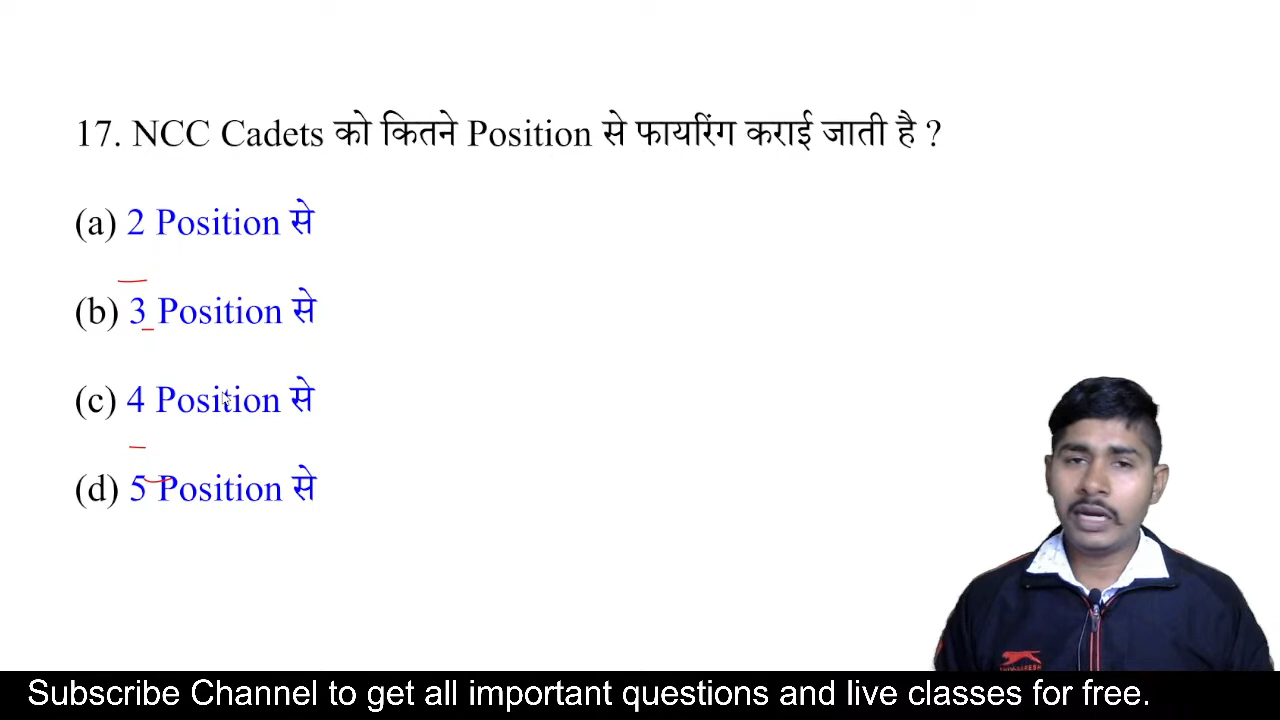 17. NCC Cadets को कितने Position से फायरिंग कराई जाती है ?
(a) 2 Position से
(b) 3 Position से
(c) 4 Position से
(d) 5 Position से
Subscribe Channel to get all important questions and live classes for free.